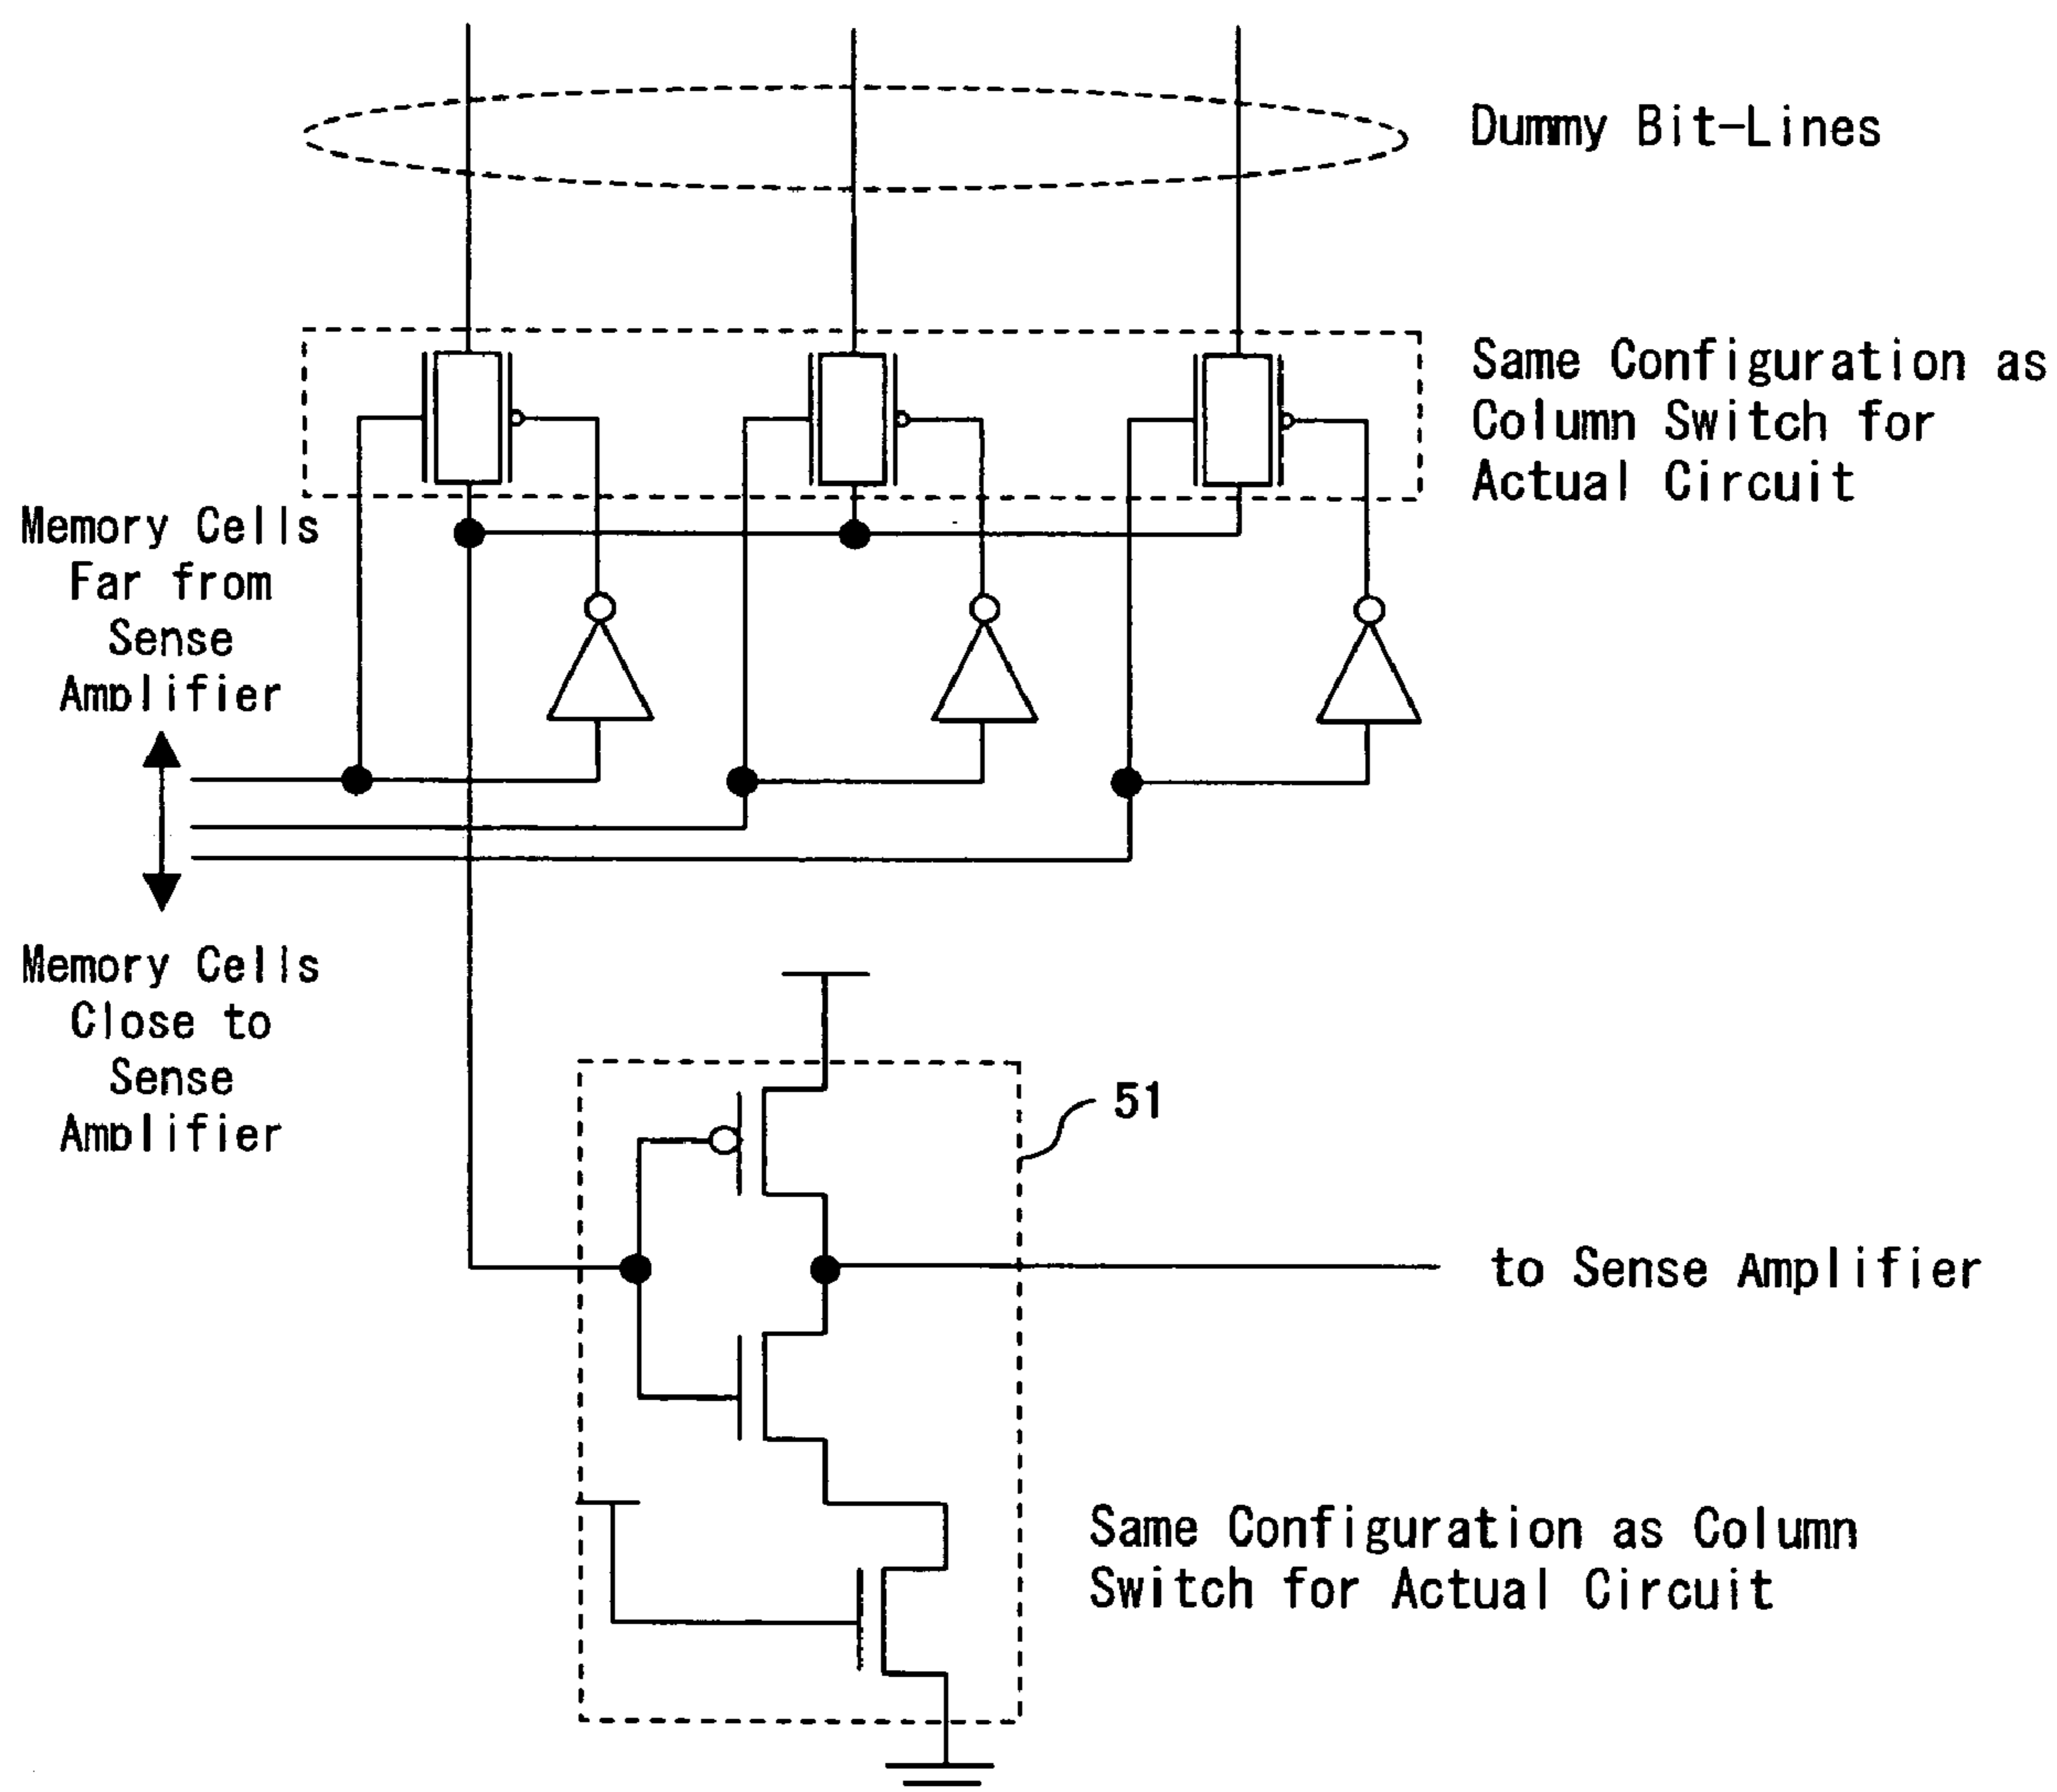 Dummy Bit-Lines
Same Configuration as
Column Switch for
Actual Circuit
Memory Cells
Far from
Sense
Amplifier
Memory Cells
Close to
Sense
Amplifier
51
to Sense Amplifier
Same Configuration as Column
Switch for Actual Circuit